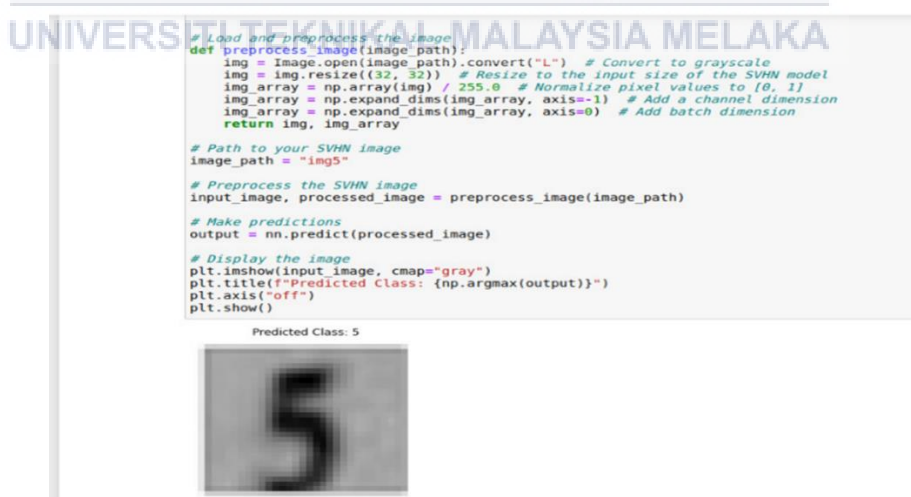 UNIVERSITI TEKNIKAL MALAYSIA MELAKA
# Load and preprocess the image
def preprocess_image(image_path):
    img = Image.open(image_path).convert("L")  # Convert to grayscale
    img = img.resize((32, 32))  # Resize to the input size of the SVHN model
    img_array = np.array(img) / 255.0  # Normalize pixel values to [0, 1]
    img_array = np.expand_dims(img_array, axis=-1)  # Add a channel dimension
    img_array = np.expand_dims(img_array, axis=0)  # Add batch dimension
    return img, img_array
# Path to your SVHN image
image_path = "img5"
# Preprocess the SVHN image
input_image, processed_image = preprocess_image(image_path)
# Make predictions
output = nn.predict(processed_image)
# Display the image
plt.imshow(input_image, cmap="gray")
plt.title(f"Predicted Class: {np.argmax(output)}")
plt.axis("off")
plt.show()
Predicted Class: 5
5